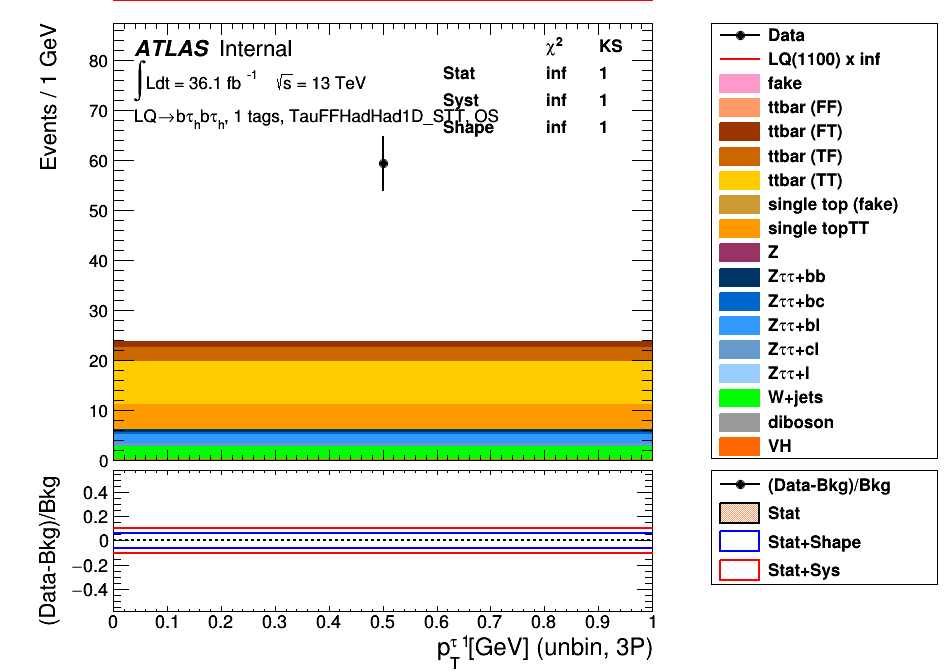 ATLAS Internal
∫Ldt = 36.1 fb⁻¹ √s = 13 TeV
LQ→bτₕbτₕ, 1 tags, TauFFHadHad1D_STT, OS
χ² KS
Stat inf 1
Syst inf 1
Shape inf 1
Events / 1 GeV
80
70
60
50
40
30
20
10
0
Data
LQ(1100) x inf
fake
ttbar (FF)
ttbar (FT)
ttbar (TF)
ttbar (TT)
single top (fake)
single topTT
Z
Zττ+bb
Zττ+bc
Zττ+bl
Zττ+cl
Zττ+l
W+jets
diboson
VH
(Data-Bkg)/Bkg
0.4
0.2
0
−0.2
−0.4
0 0.1 0.2 0.3 0.4 0.5 0.6 0.7 0.8 0.9 1
p_T^τ1[GeV] (unbin, 3P)
(Data-Bkg)/Bkg
Stat
Stat+Shape
Stat+Sys